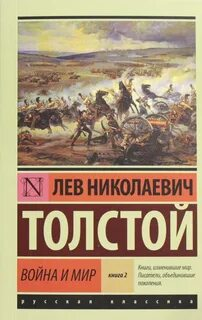 ЛЕВ НИКОЛАЕВИЧ
ТОЛСТОЙ
ВОЙНА И МИР книга 2
Книги, изменившие мир.
Писатели, объединившие
поколения.
русская классика